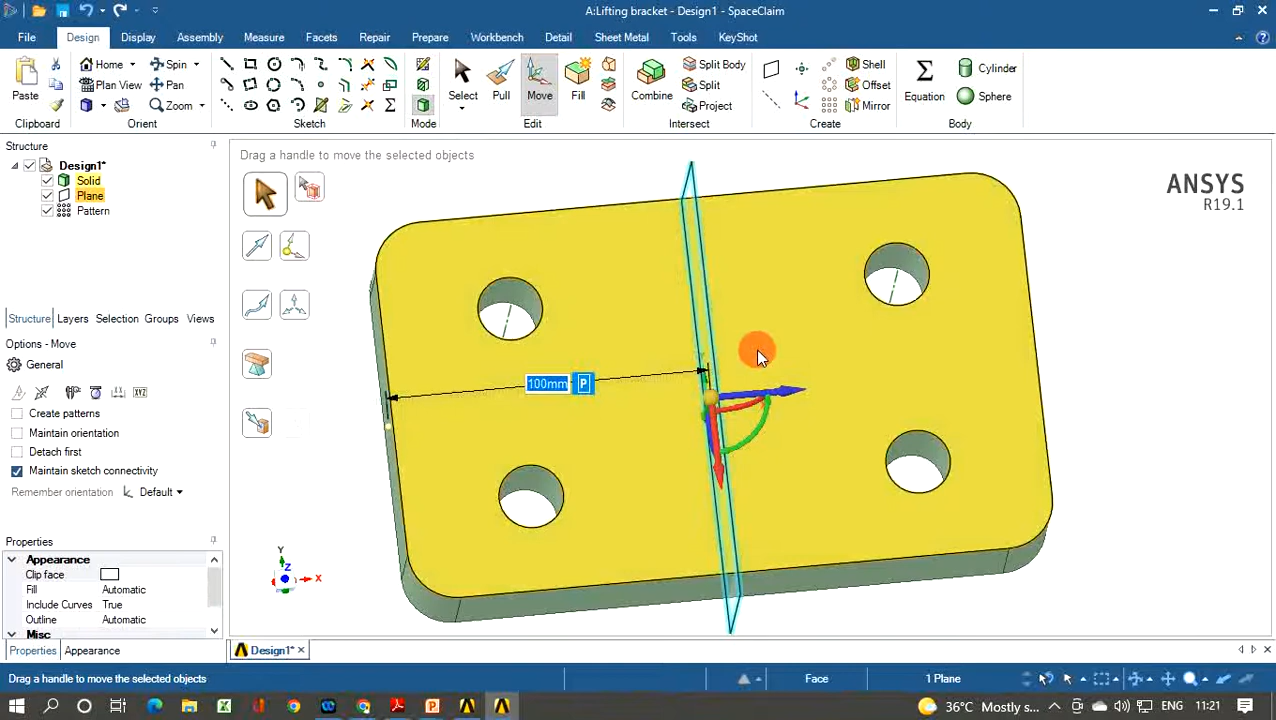 A:Lifting bracket - Design1 - SpaceClaim
File Design Display Assembly Measure Facets Repair Prepare Workbench Detail Sheet Metal Tools KeyShot
Paste
Home Spin
Plan View Pan
Zoom
Select Pull Move Fill
Combine
Split Body
Split
Project
Shell
Offset
Mirror
Equation
Cylinder
Sphere
Clipboard Orient Sketch Mode Edit Intersect Create Body
Structure
Design1*
Solid
Plane
Pattern
Structure Layers Selection Groups Views
Options - Move
General
Create patterns
Maintain orientation
Detach first
Maintain sketch connectivity
Remember orientation Default
Properties
Appearance
Clip face
Fill Automatic
Include Curves True
Outline Automatic
Misc
Properties Appearance
Drag a handle to move the selected objects
ANSYS
R19.1
100mm P
Y
Z
X
Design1*
Drag a handle to move the selected objects Face 1 Plane
36°C Mostly s... ENG 11:21